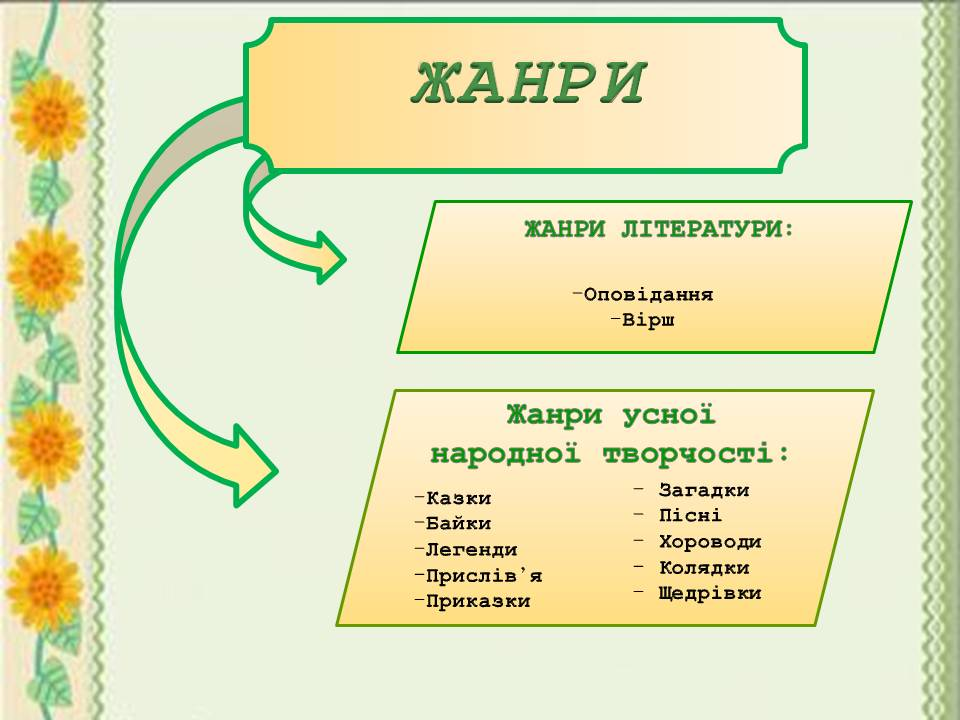 ЖАНРИ
ЖАНРИ ЛІТЕРАТУРИ:
–Оповідання
–Вірш
Жанри усної
народної творчості:
–Казки
–Байки
–Легенди
–Прислів’я
–Приказки
– Загадки
– Пісні
– Хороводи
– Колядки
– Щедрівки